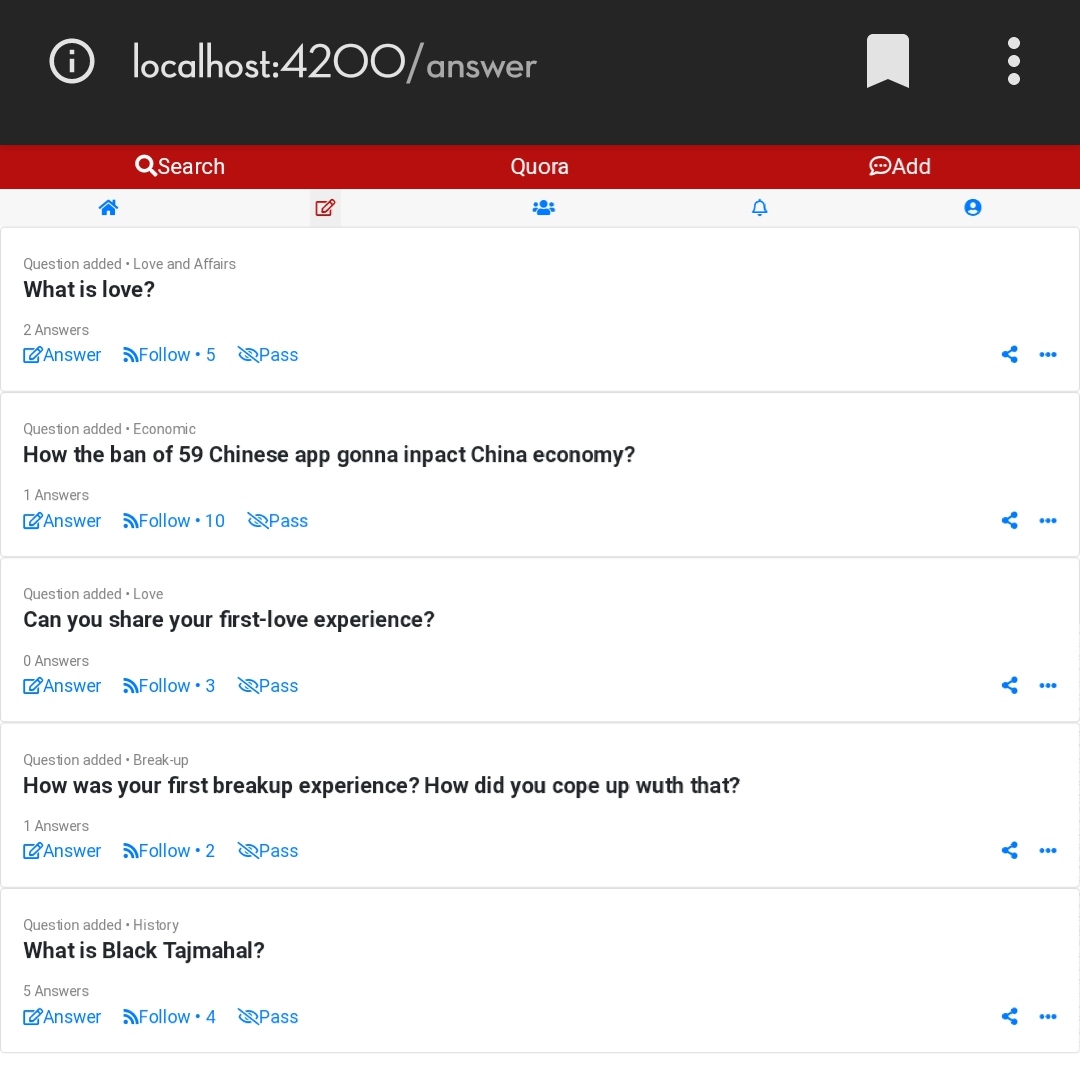 localhost:4200/answer
Search Quora Add
Question added • Love and Affairs
What is love?
2 Answers
Answer Follow • 5 Pass
Question added • Economic
How the ban of 59 Chinese app gonna inpact China economy?
1 Answers
Answer Follow • 10 Pass
Question added • Love
Can you share your first-love experience?
0 Answers
Answer Follow • 3 Pass
Question added • Break-up
How was your first breakup experience? How did you cope up wuth that?
1 Answers
Answer Follow • 2 Pass
Question added • History
What is Black Tajmahal?
5 Answers
Answer Follow • 4 Pass